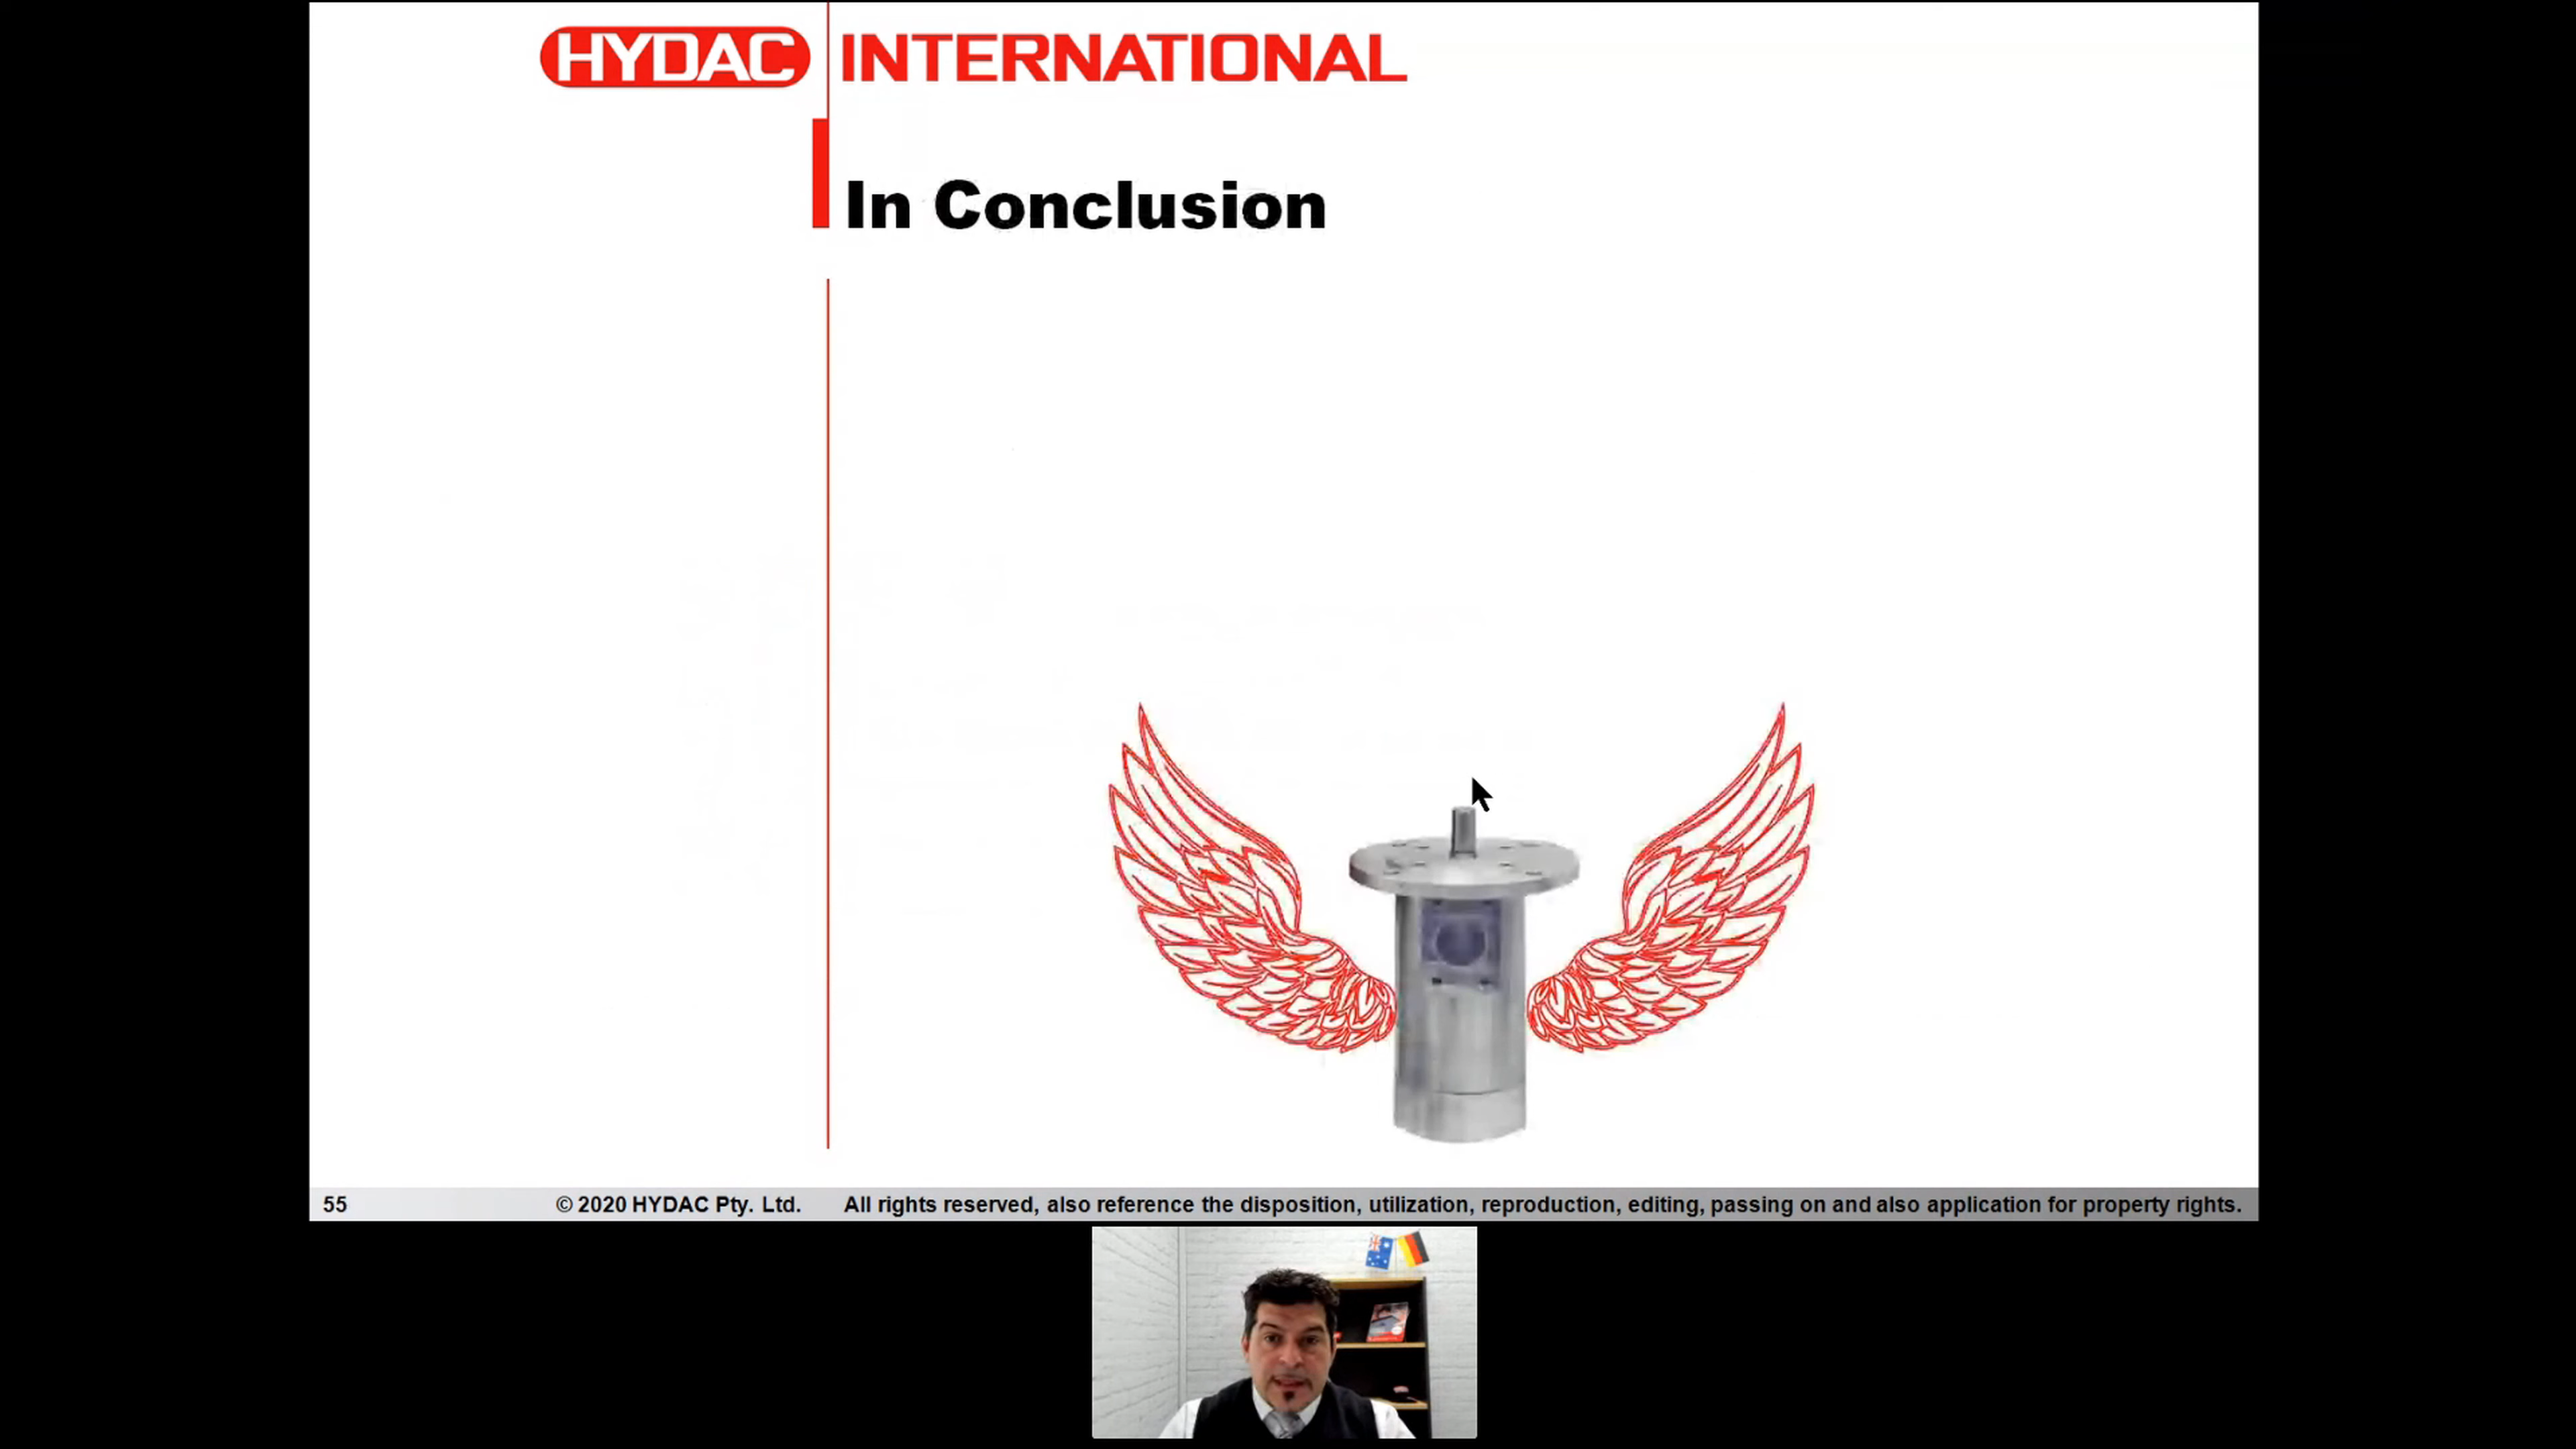 HYDAC INTERNATIONAL
In Conclusion
55 © 2020 HYDAC Pty. Ltd. All rights reserved, also reference the disposition, utilization, reproduction, editing, passing on and also application for property rights.